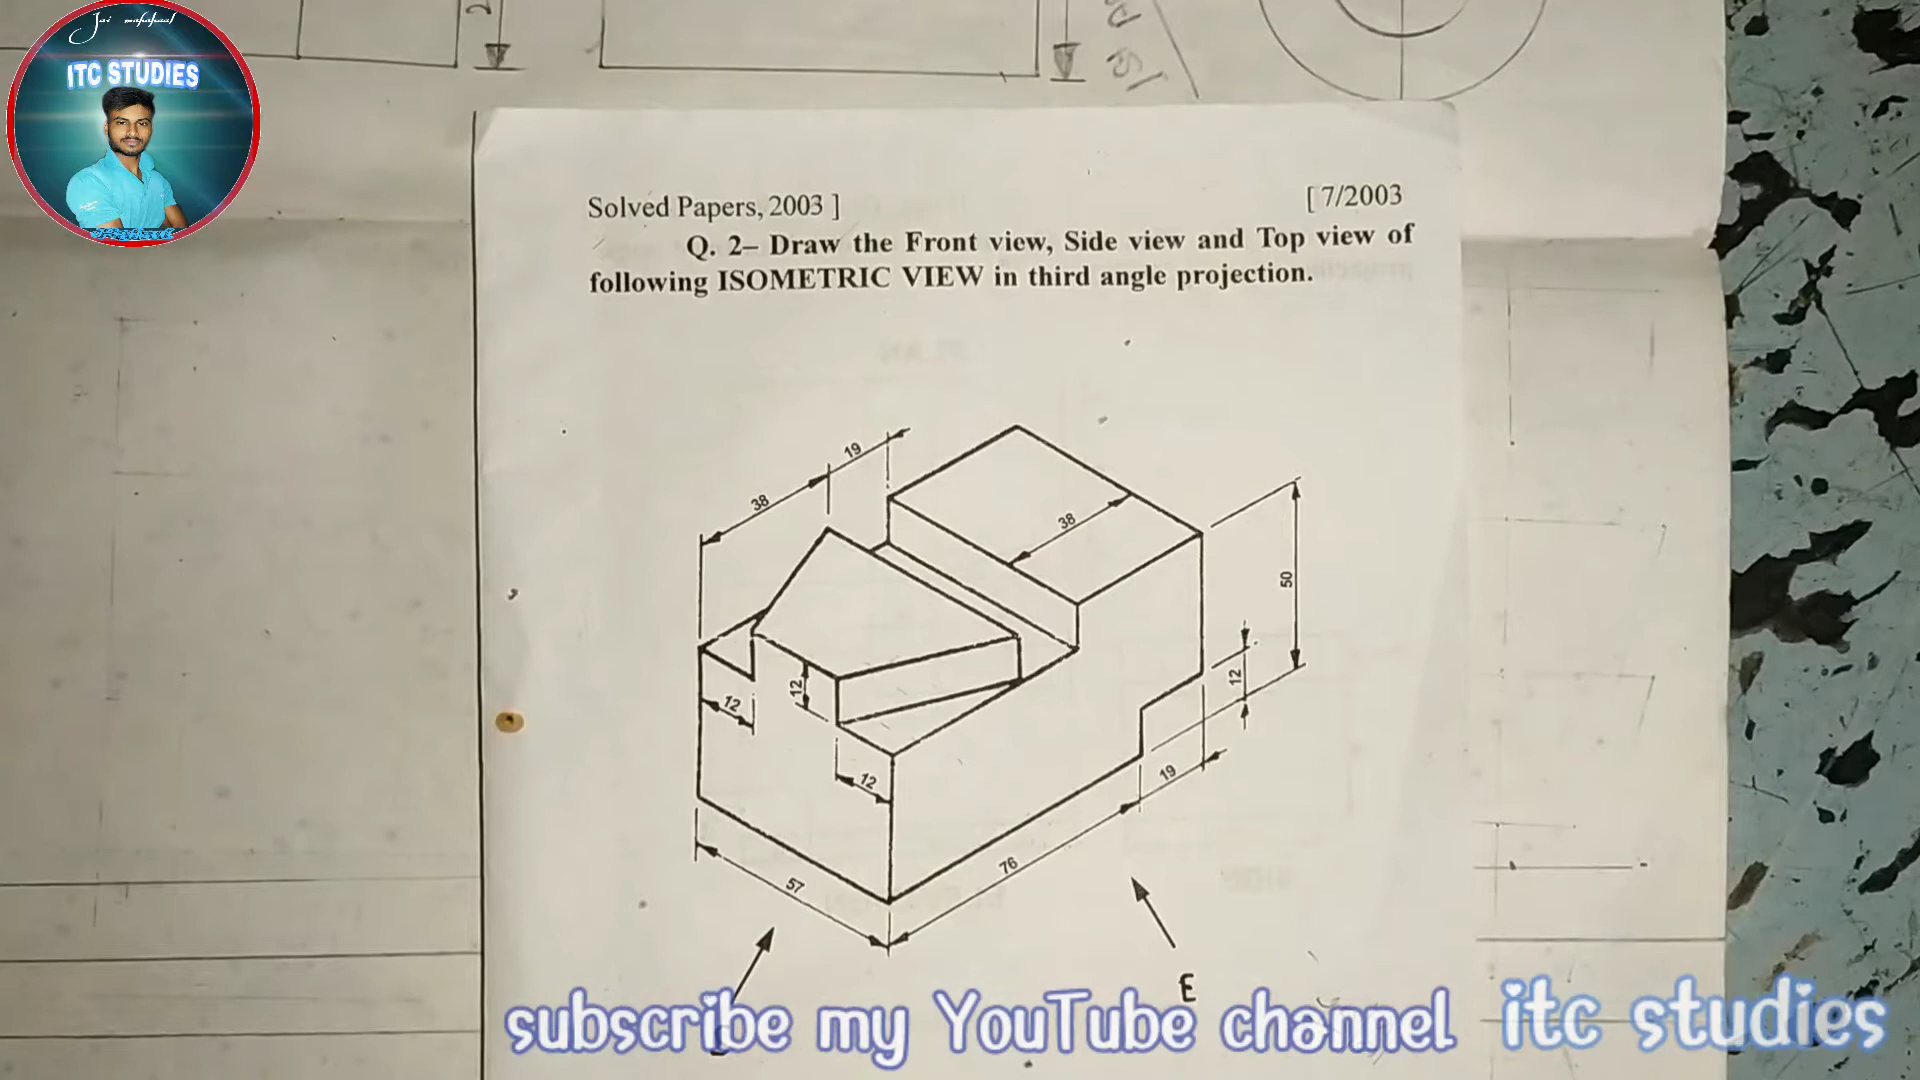 Jai mahakaal
ITC STUDIES
Solved Papers, 2003 ]
[ 7/2003
Q. 2– Draw the Front view, Side view and Top view of
following ISOMETRIC VIEW in third angle projection.
19
38
38
50
12
12
12
12
19
76
57
E
subscribe my YouTube channel itc studies